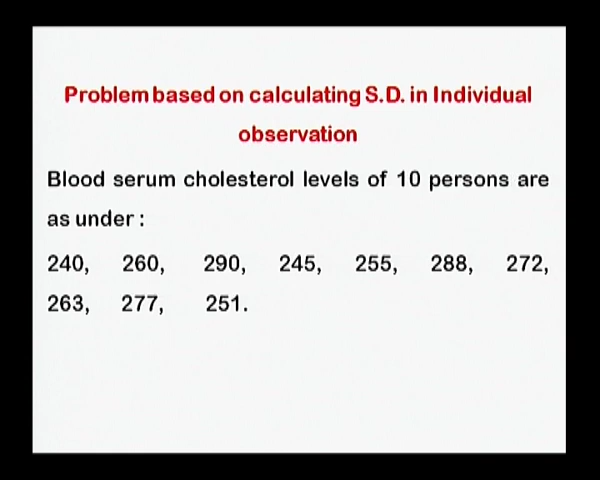 Problem based on calculating S.D. in Individual
observation
Blood serum cholesterol levels of 10 persons are
as under :
240, 260, 290, 245, 255, 288, 272,
263, 277, 251.